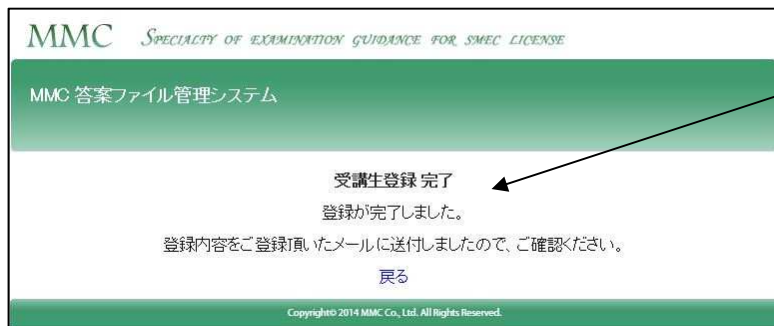 MMC SPECIALTY OF EXAMINATION GUIDANCE FOR SMEC LICENSE
MMC 答案ファイル管理システム
受講生登録 完了
登録が完了しました。
登録内容をご登録頂いたメールに送付しましたので、ご確認ください。
戻る
Copyright© 2014 MMC Co., Ltd. All Rights Reserved.